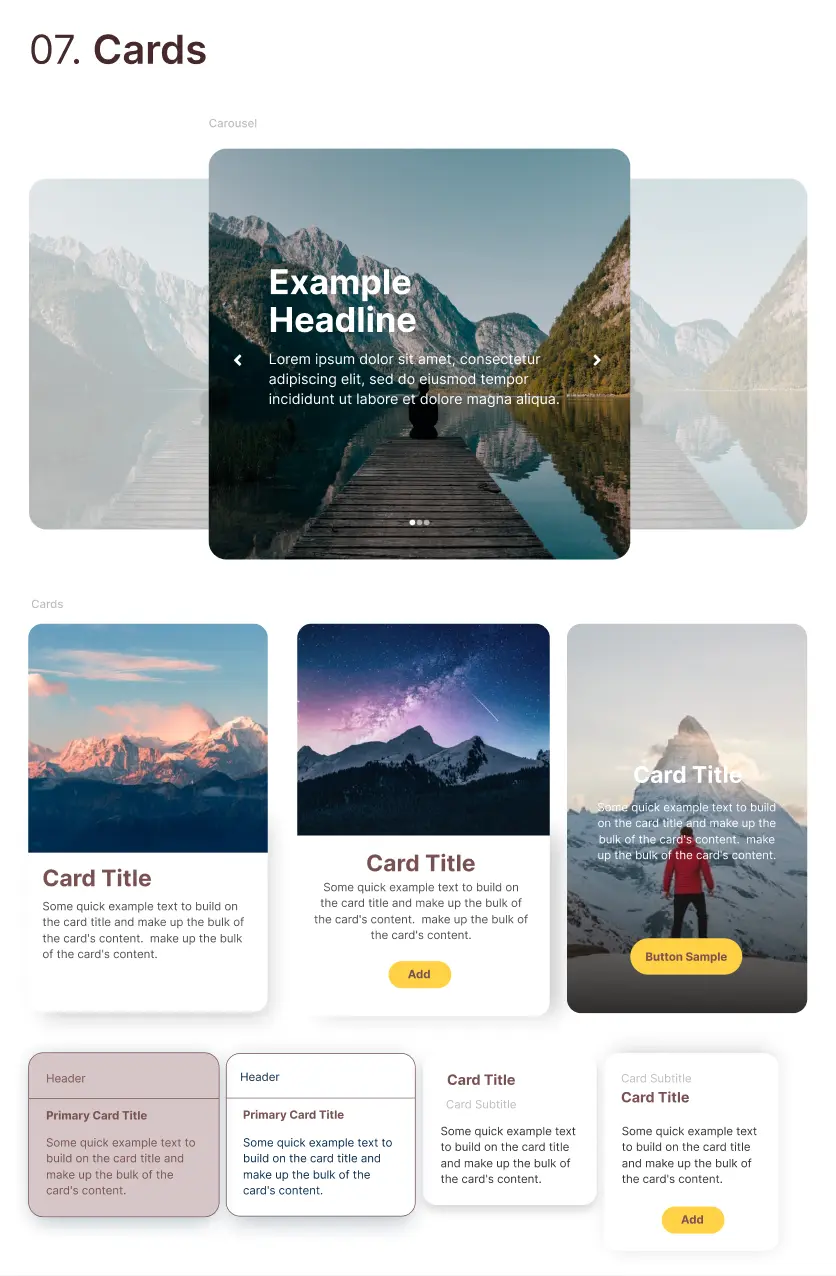 07. Cards
Carousel
Example
Headline
Lorem ipsum dolor sit amet, consectetur
adipiscing elit, sed do eiusmod tempor
incididunt ut labore et dolore magna aliqua.
Cards
Card Title
Some quick example text to build on
the card title and make up the bulk of
the card's content.  make up the bulk
of the card's content.
Card Title
Some quick example text to build on
the card title and make up the bulk of
the card's content.  make up the bulk of
the card's content.
Add
Card Title
Some quick example text to build
on the card title and make up the
bulk of the card's content.  make
up the bulk of the card's content.
Button Sample
Header
Primary Card Title
Some quick example text to
build on the card title and
make up the bulk of the
card's content.
Header
Primary Card Title
Some quick example text to
build on the card title and
make up the bulk of the
card's content.
Card Title
Card Subtitle
Some quick example text
to build on the card title
and make up the bulk of
the card's content.
Card Subtitle
Card Title
Some quick example text
to build on the card title
and make up the bulk of
the card's content.
Add